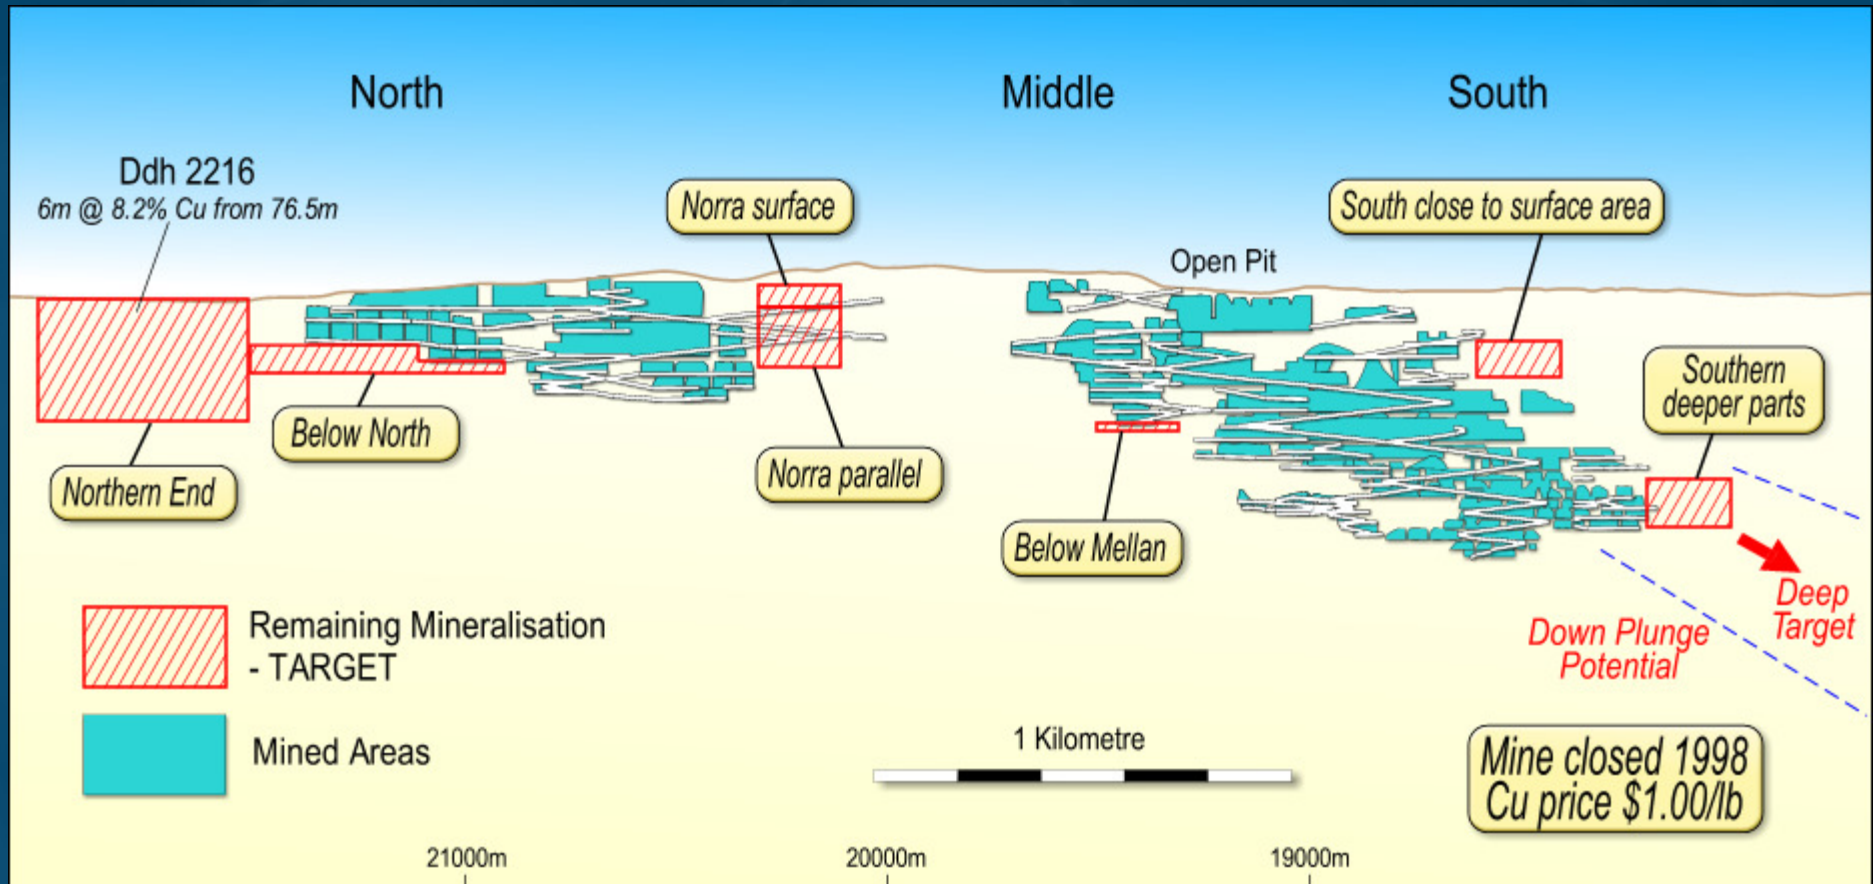 North
Middle
South
Ddh 2216
6m @ 8.2% Cu from 76.5m
Norra surface
South close to surface area
Open Pit
Southern
deeper parts
Below North
Norra parallel
Northern End
Below Mellan
Deep
Target
Down Plunge
Potential
Remaining Mineralisation
- TARGET
Mined Areas
1 Kilometre
Mine closed 1998
Cu price $1.00/lb
21000m
20000m
19000m